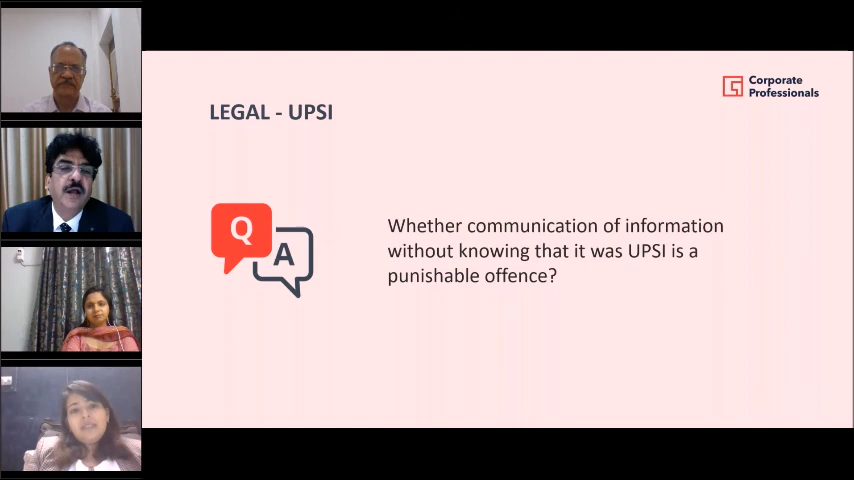 Corporate
Professionals
LEGAL - UPSI
Q
A
Whether communication of information
without knowing that it was UPSI is a
punishable offence?